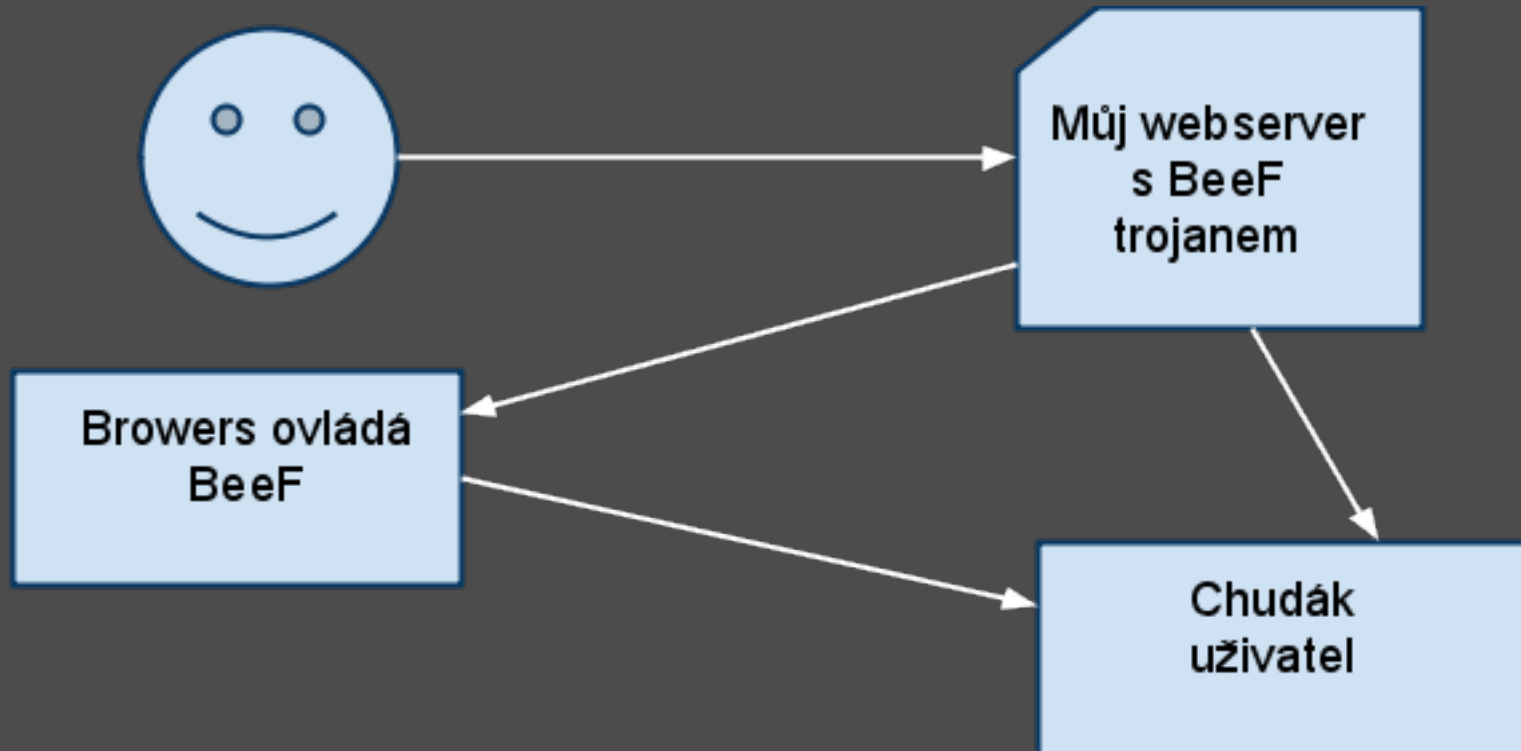 Můj webserver
s BeeF
trojanem
Browers ovládá
BeeF
Chudák
uživatel